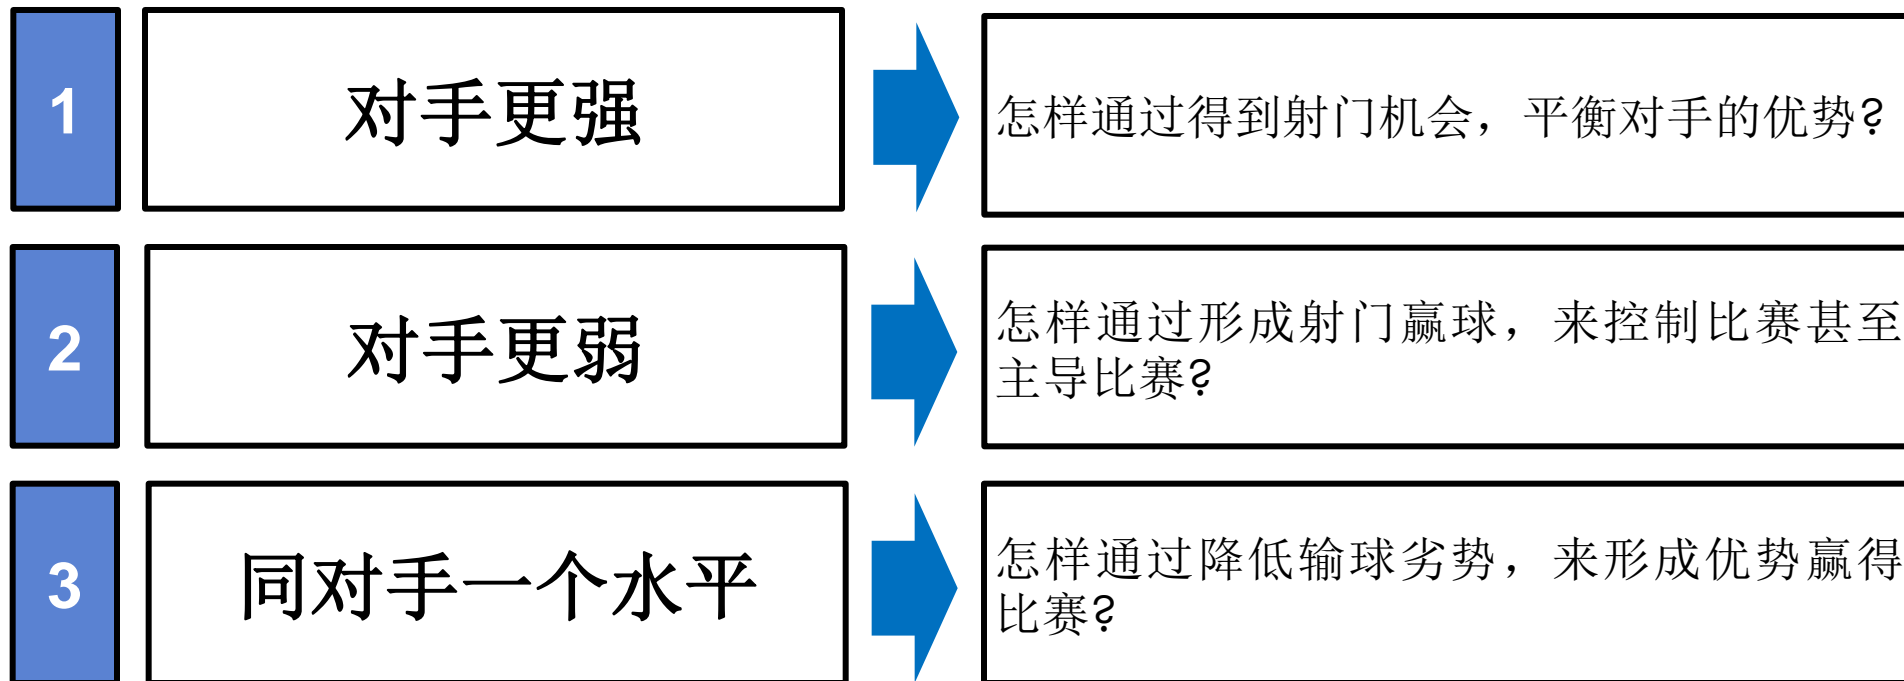 1
对手更强
怎样通过得到射门机会，平衡对手的优势？
2
对手更弱
怎样通过形成射门赢球，来控制比赛甚至
主导比赛？
3
同对手一个水平
怎样通过降低输球劣势，来形成优势赢得
比赛？